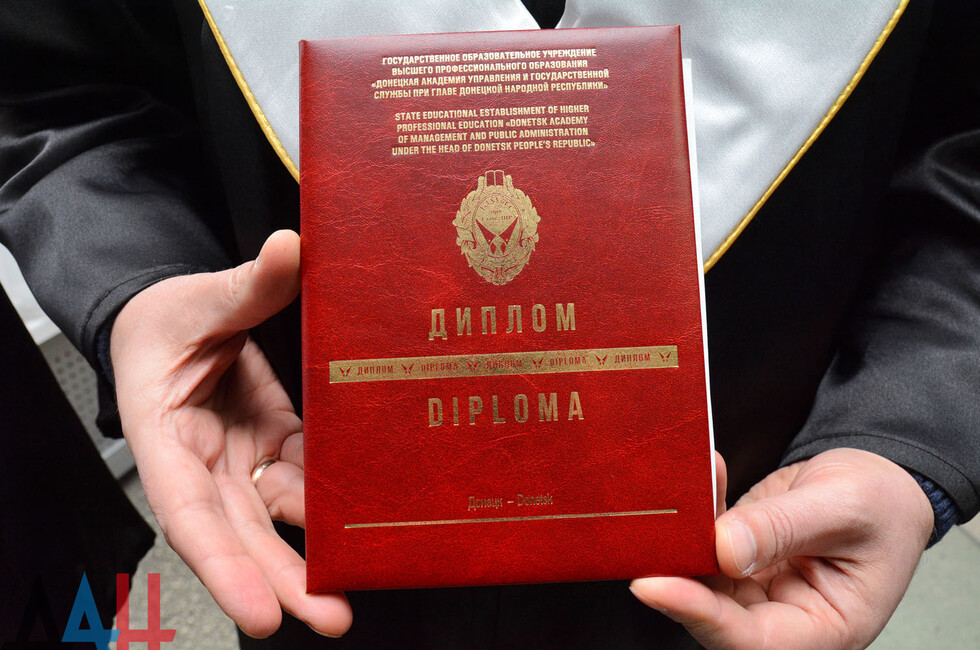 ГОСУДАРСТВЕННОЕ ОБРАЗОВАТЕЛЬНОЕ УЧРЕЖДЕНИЕ
ВЫСШЕГО ПРОФЕССИОНАЛЬНОГО ОБРАЗОВАНИЯ
«ДОНЕЦКАЯ АКАДЕМИЯ УПРАВЛЕНИЯ И ГОСУДАРСТВЕННОЙ
СЛУЖБЫ ПРИ ГЛАВЕ ДОНЕЦКОЙ НАРОДНОЙ РЕСПУБЛИКИ»
STATE EDUCATIONAL ESTABLISHMENT OF HIGHER
PROFESSIONAL EDUCATION «DONETSK ACADEMY
OF MANAGEMENT AND PUBLIC ADMINISTRATION
UNDER THE HEAD OF DONETSK PEOPLE'S REPUBLIC»
ДИПЛОМ
ДИПЛОМ DIPLOMA ДИПЛОМ DIPLOMA ДИПЛОМ
DIPLOMA
Донецк – Donetsk
ДАН